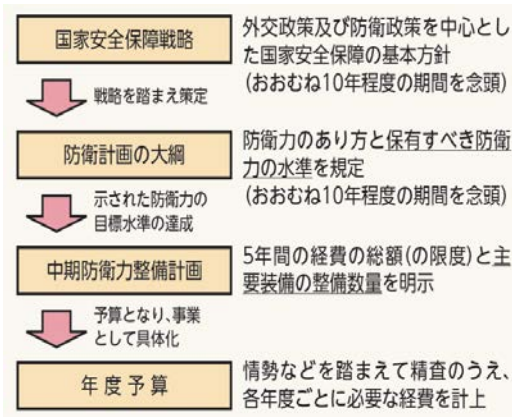 国家安全保障戦略
外交政策及び防衛政策を中心とし
た国家安全保障の基本方針
(おおむね10年程度の期間を念頭)
戦略を踏まえ策定
防衛計画の大綱
防衛力のあり方と保有すべき防衛
力の水準を規定
(おおむね10年程度の期間を念頭)
示された防衛力の
目標水準の達成
中期防衛力整備計画
5年間の経費の総額(の限度)と主
要装備の整備数量を明示
予算となり、事業
として具体化
年度予算
情勢などを踏まえて精査のうえ、
各年度ごとに必要な経費を計上